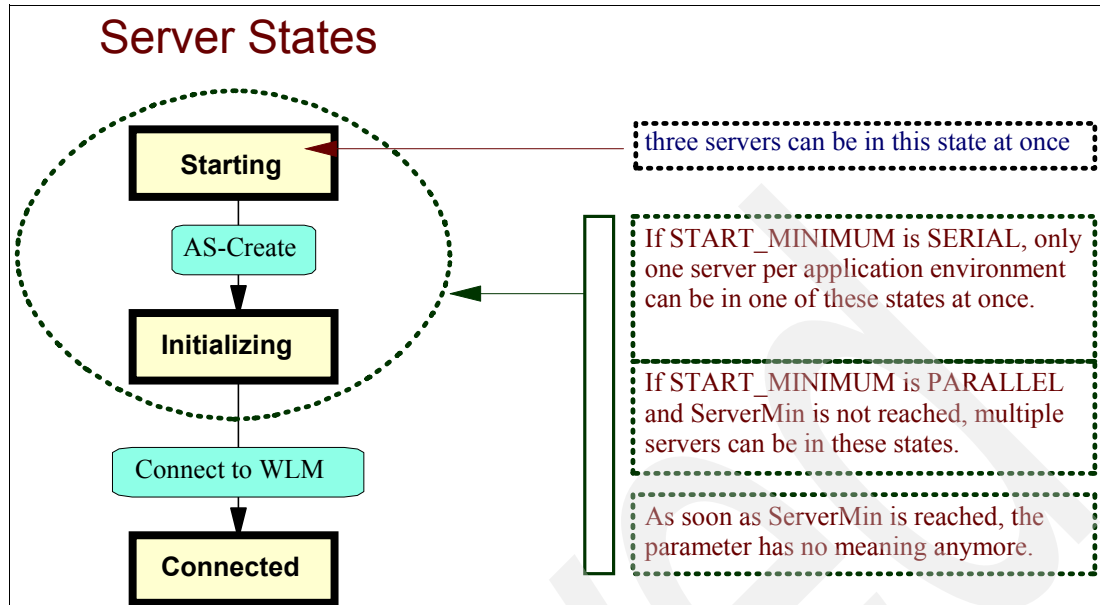 Server States
Starting
three servers can be in this state at once
AS-Create
If START_MINIMUM is SERIAL, only
one server per application environment
can be in one of these states at once.
Initializing
If START_MINIMUM is PARALLEL
and ServerMin is not reached, multiple
servers can be in these states.
Connect to WLM
As soon as ServerMin is reached, the
parameter has no meaning anymore.
Connected